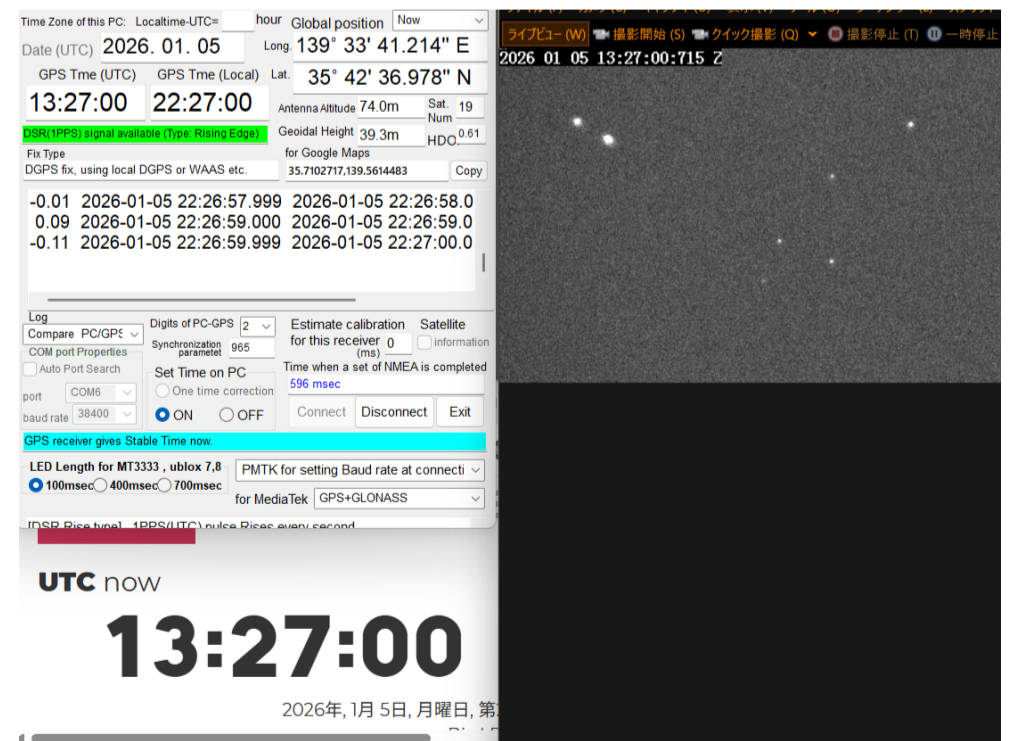 Time Zone of this PC: Localtime-UTC= hour
Global position Now
Date (UTC) 2026. 01. 05
Long. 139° 33' 41.214" E
GPS Tme (UTC) GPS Tme (Local)
Lat. 35° 42' 36.978" N
13:27:00 22:27:00
Antenna Altitude 74.0m
Sat. Num 19
DSR(1PPS) signal available (Type: Rising Edge)
Geoidal Height 39.3m
HDO. 0.61
Fix Type
for Google Maps
DGPS fix, using local DGPS or WAAS etc.
35.7102717,139.5614483 Copy
-0.01 2026-01-05 22:26:57.999 2026-01-05 22:26:58.0
0.09 2026-01-05 22:26:59.000 2026-01-05 22:26:59.0
-0.11 2026-01-05 22:26:59.999 2026-01-05 22:27:00.0
Log
Compare PC/GPS
Digits of PC-GPS 2
Synchronization parametet 965
Estimate calibration for this receiver (ms) 0
Satellite
information
COM port Properties
Auto Port Search
port COM6
baud rate 38400
Set Time on PC
One time correction
ON OFF
Time when a set of NMEA is completed
596 msec
Connect Disconnect Exit
GPS receiver gives Stable Time now.
LED Length for MT3333 , ublox 7,8
100msec 400msec 700msec
PMTK for setting Baud rate at connecti
for MediaTek GPS+GLONASS
[DSR Rise type] 1PPS(UTC) pulse Rises every second
UTC now
13:27:00
2026年, 1月 5日, 月曜日, 第
ライブビュー (W) 撮影開始 (S) クイック撮影 (Q) 撮影停止 (T) 一時停止
2026 01 05 13:27:00:715 Z